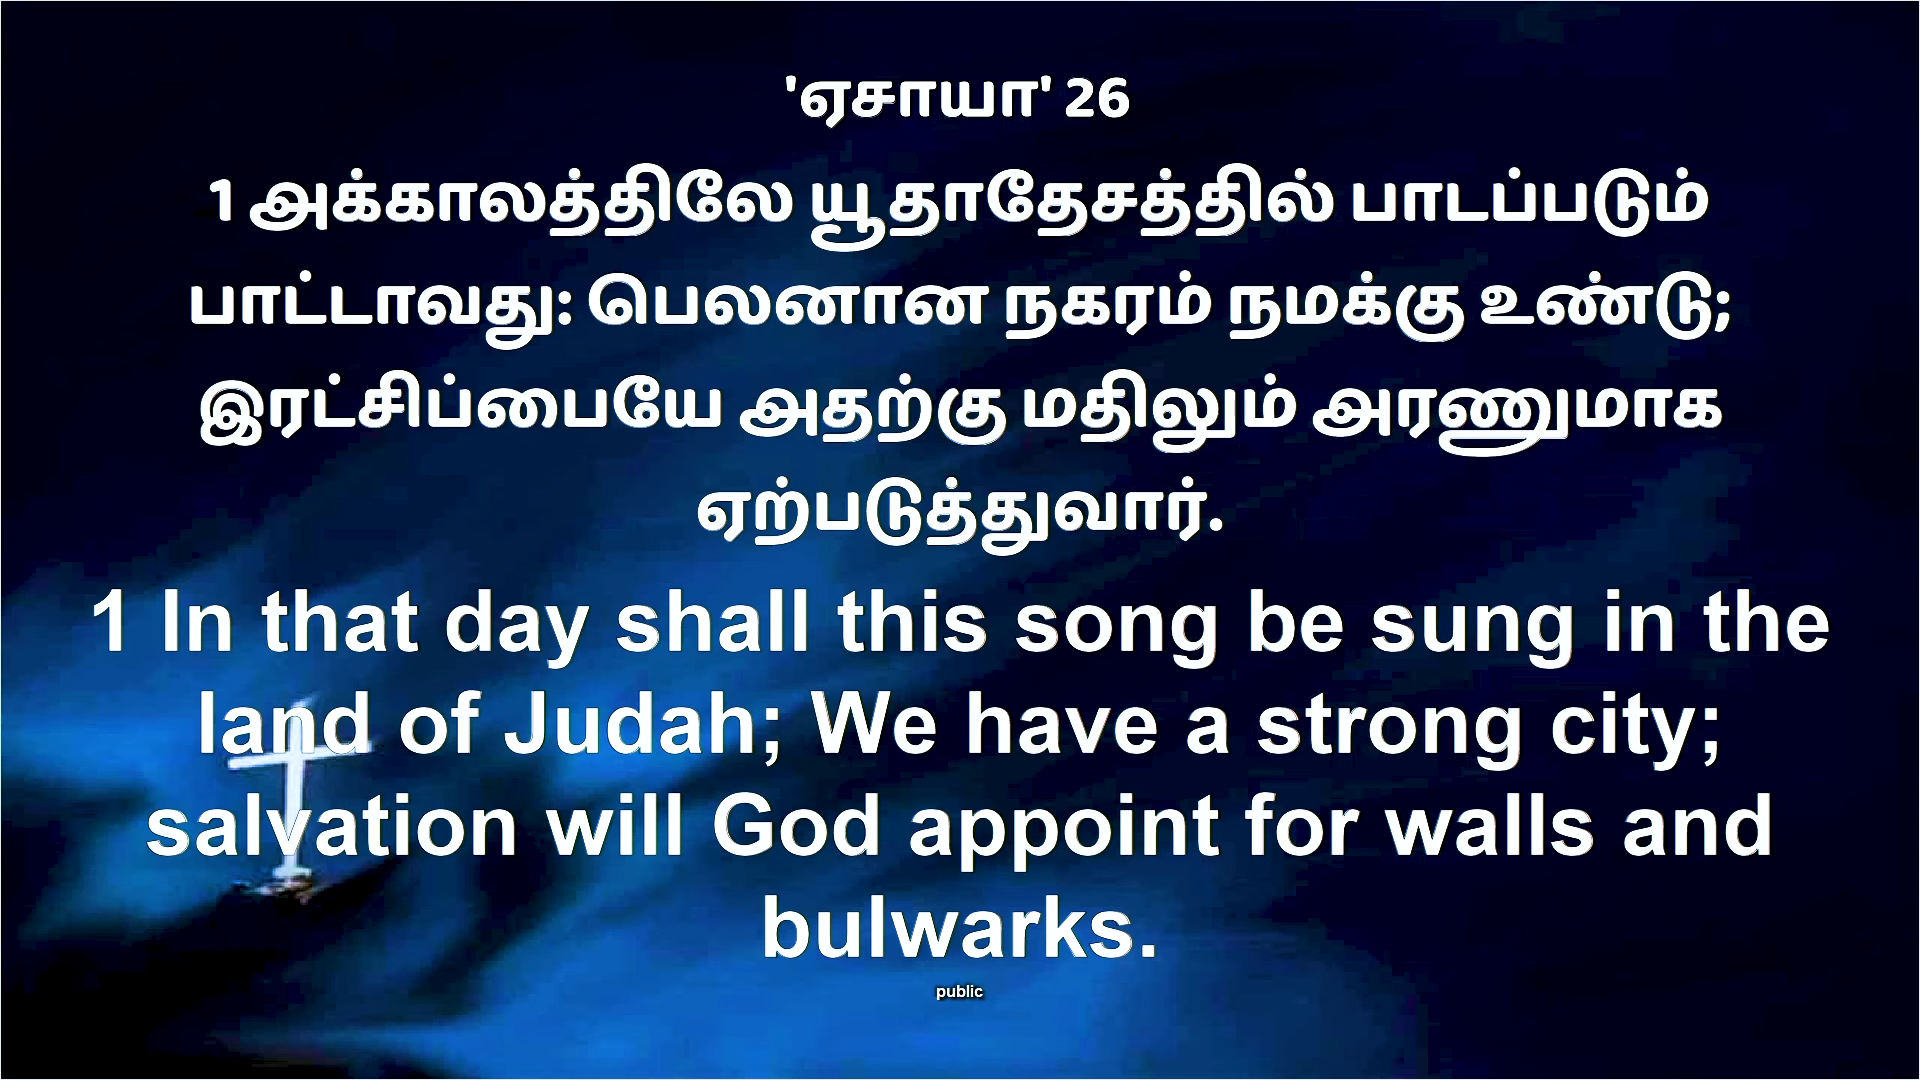 'ஏசாயா' 26
1 அக்காலத்திலே யூதாதேசத்தில் பாடப்படும்
பாட்டாவது: பெலனான நகரம் நமக்கு உண்டு;
இரட்சிப்பையே அதற்கு மதிலும் அரணுமாக
ஏற்படுத்துவார்.
1 In that day shall this song be sung in the
land of Judah; We have a strong city;
salvation will God appoint for walls and
bulwarks.
public